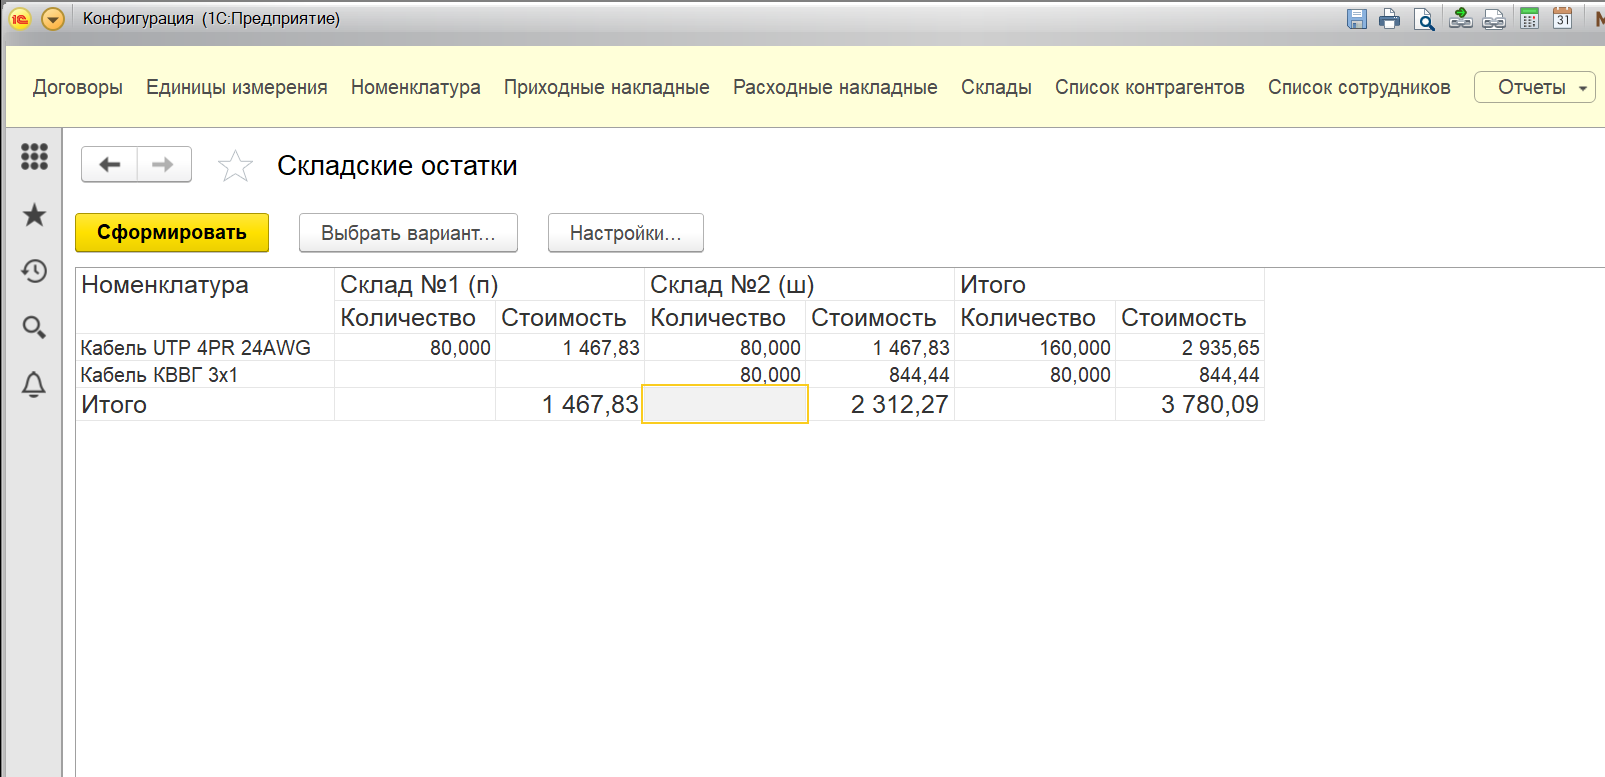 1С Конфигурация (1С:Предприятие) 31 М
Договоры Единицы измерения Номенклатура Приходные накладные Расходные накладные Склады Список контрагентов Список сотрудников Отчеты
Складские остатки
Сформировать Выбрать вариант... Настройки...
Номенклатура Склад №1 (п) Склад №2 (ш) Итого
Количество Стоимость Количество Стоимость Количество Стоимость
Кабель UTP 4PR 24AWG 80,000 1 467,83 80,000 1 467,83 160,000 2 935,65
Кабель КВВГ 3х1 80,000 844,44 80,000 844,44
Итого 1 467,83 2 312,27 3 780,09